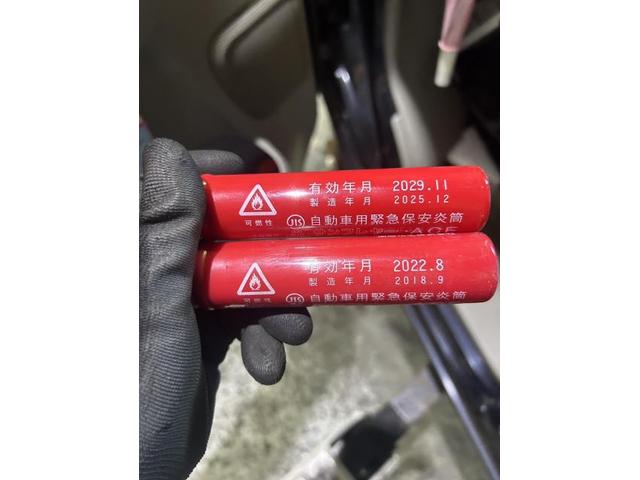 有効年月 2029.11
製造年月 2025.12
可燃性
JIS 自動車用緊急保安炎筒
ACE
有効年月 2022.8
製造年月 2018.9
可燃性
JIS 自動車用緊急保安炎筒